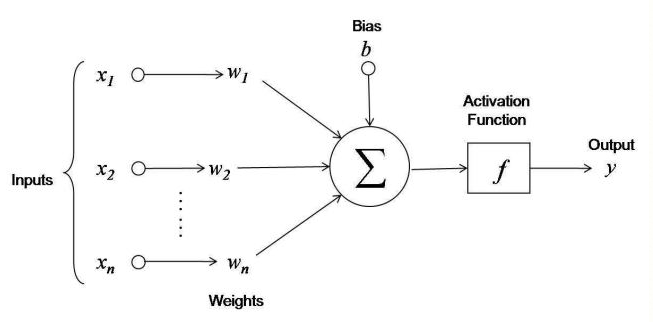 Bias
b
x1
w1
Activation
Function
Inputs
x2
w2
Σ
f
Output
y
xn
wn
Weights